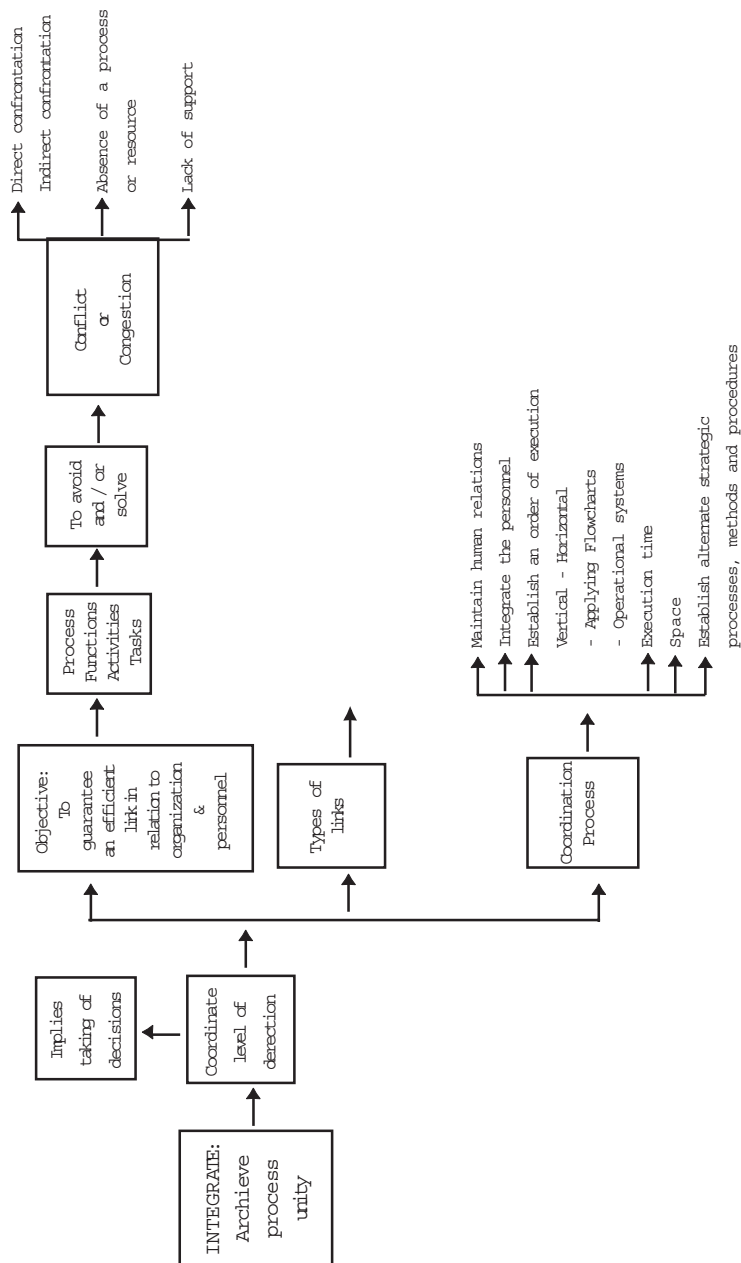 INTEGRATE:
Archieve
process
unity
Implies
taking of
decisions
Coordinate
level of
derection
Objective:
To
guarantee
an efficient
link in
relation to
organization
&
personnel
Process
Functions
Activities
Tasks
To avoid
and / or
solve
Conflict
or
Congestion
Direct confrontation
Indirect confrontation
Absence of a process
or resource
Lack of support
Types of
links
Coordination
Process
Maintain human relations
Integrate the personnel
Establish an order of execution
Vertical - Horizontal
- Applying Flowcharts
- Operational systems
Execution time
Space
Establish alternate strategic
processes, methods and procedures